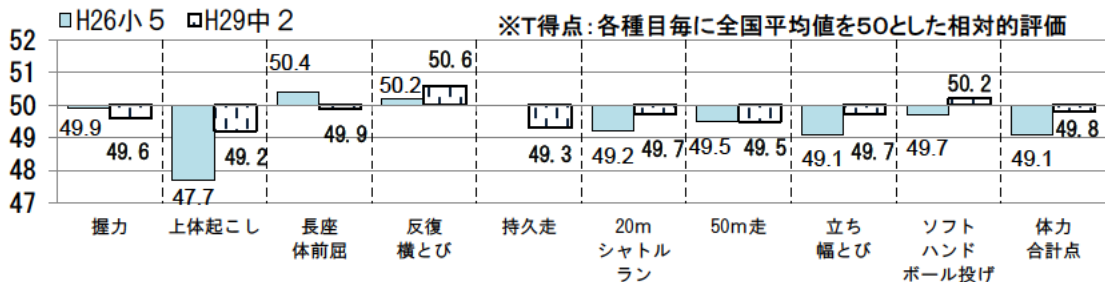 H26小5 H29中2 ※T得点:各種目毎に全国平均値を50とした相対的評価
52
51
50
49
48
47
49.9 49.6
47.7 49.2
50.4 49.9
50.2 50.6
49.3
49.2 49.7
49.5 49.5
49.1 49.7
49.7 50.2
49.1 49.8
握力
上体起こし
長座
体前屈
反復
横とび
持久走
20m
シャトル
ラン
50m走
立ち
幅とび
ソフト
ハンド
ボール投げ
体力
合計点